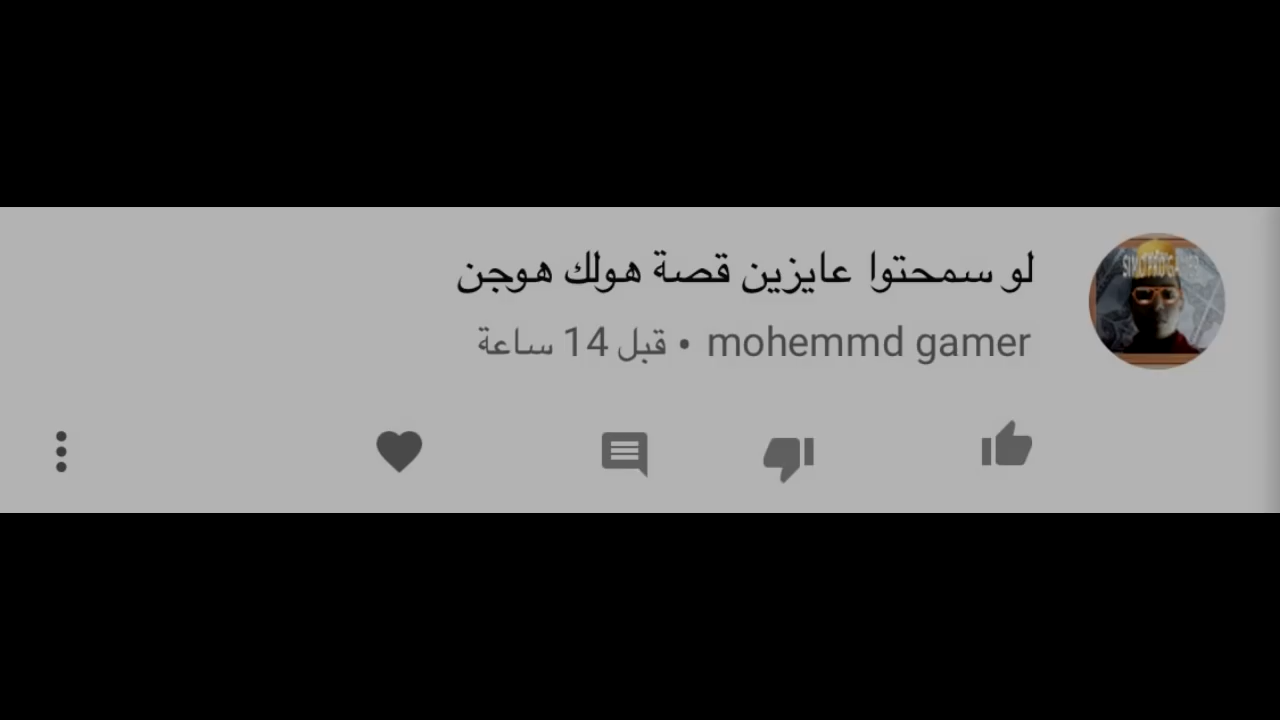 لو سمحتوا عايزين قصة هولك هوجن
mohemmd gamer • قبل 14 ساعة